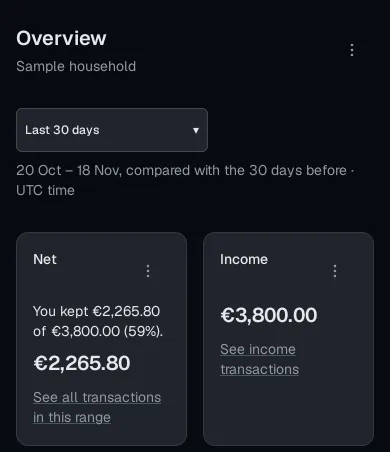 Overview
Sample household
Last 30 days
20 Oct – 18 Nov, compared with the 30 days before ·
UTC time
Net
You kept €2,265.80
of €3,800.00 (59%).
€2,265.80
See all transactions
in this range
Income
€3,800.00
See income
transactions